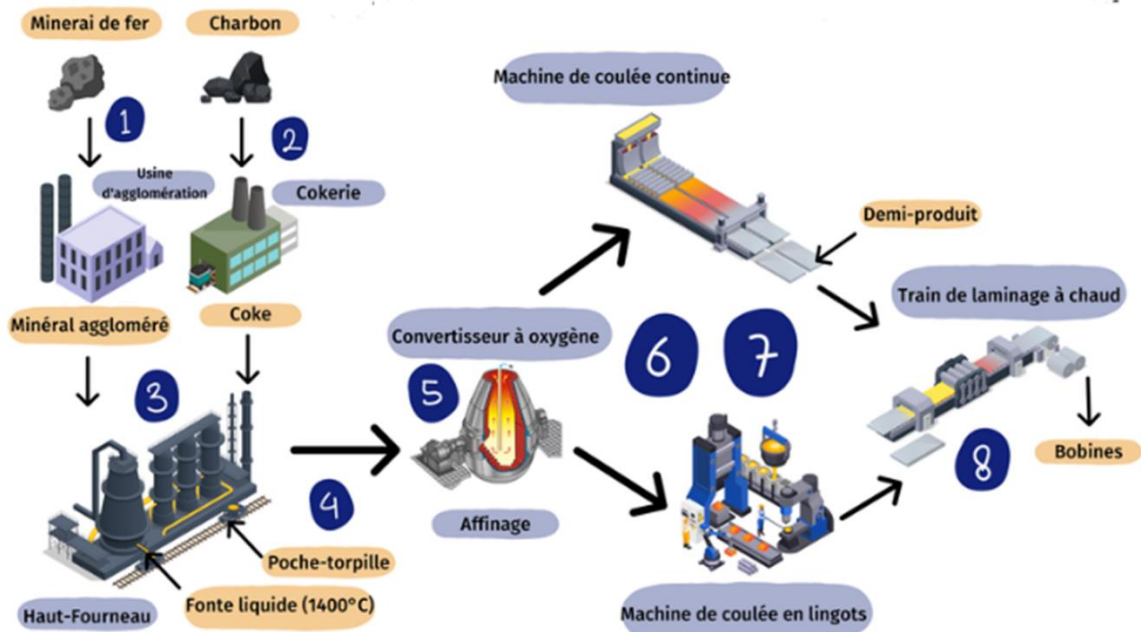 Minerai de fer
Charbon
1
2
Usine
d'agglomération
Cokerie
Minéral aggloméré
Coke
3
4
Poche-torpille
Fonte liquide (1400°C)
Haut-Fourneau
Convertisseur à oxygène
5
Affinage
Machine de coulée continue
Demi-produit
6
7
Machine de coulée en lingots
Train de laminage à chaud
8
Bobines